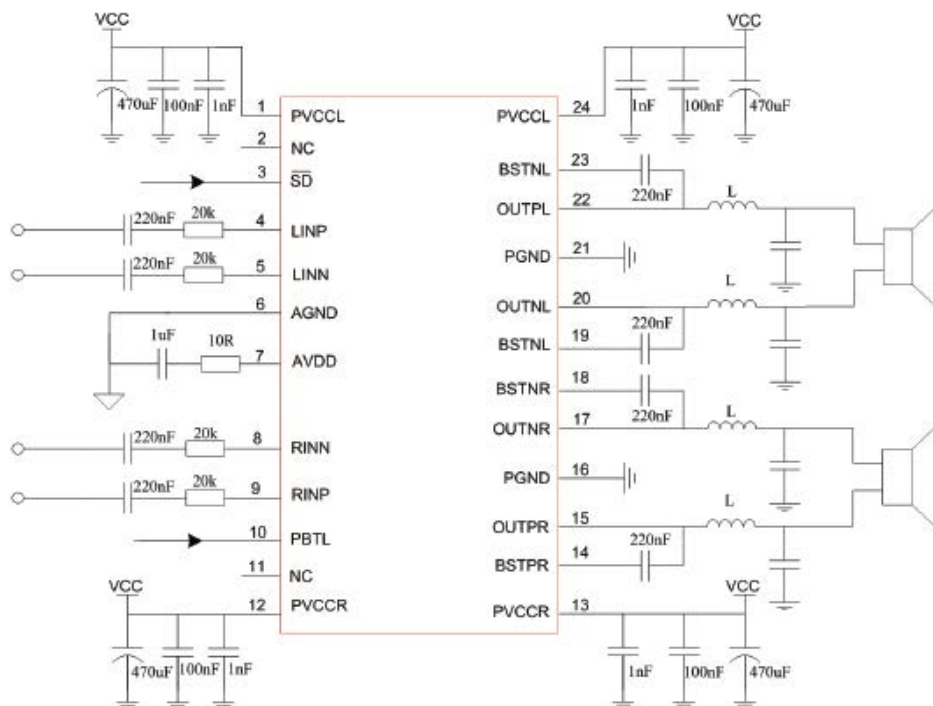 VCC
470uF 100nF 1nF
1 PVCCL
2 NC
3 SD
220nF 20k 4 LINP
220nF 20k 5 LINN
6 AGND
1uF 10R 7 AVDD
220nF 20k 8 RINN
220nF 20k 9 RINP
10 PBTL
11 NC
VCC
12 PVCCR
470uF 100nF 1nF
VCC
1nF 100nF 470uF
PVCCL 24
BSTNL 23
220nF
OUTPL 22 L
PGND 21
OUTNL 20 L
220nF
BSTNL 19
BSTNR 18
220nF
OUTNR 17 L
PGND 16
OUTPR 15 L
220nF
BSTPR 14
VCC
PVCCR 13
1nF 100nF 470uF